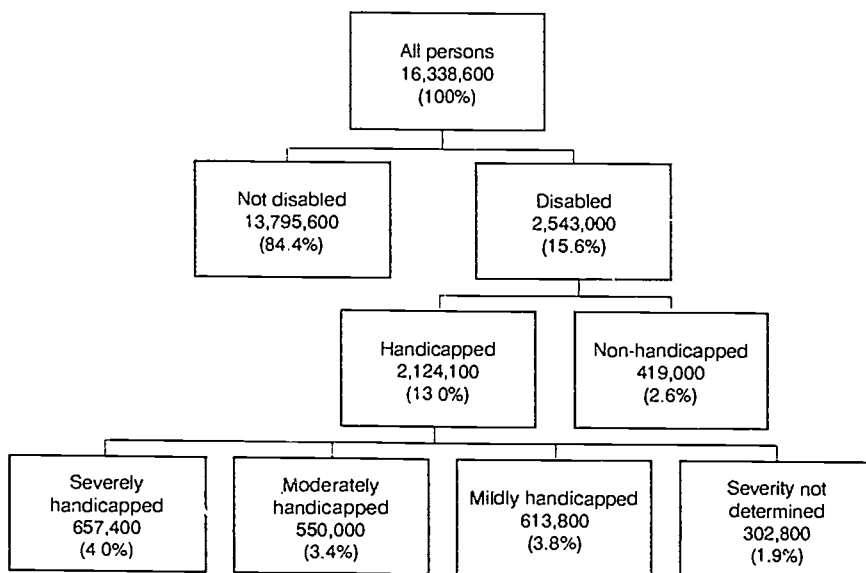 All persons
16,338,600
(100%)
Not disabled
13,795,600
(84.4%)
Disabled
2,543,000
(15.6%)
Handicapped
2,124,100
(13 0%)
Non-handicapped
419,000
(2.6%)
Severely
handicapped
657,400
(4 0%)
Moderately
handicapped
550,000
(3.4%)
Mildly handicapped
613,800
(3.8%)
Severity not
determined
302,800
(1.9%)